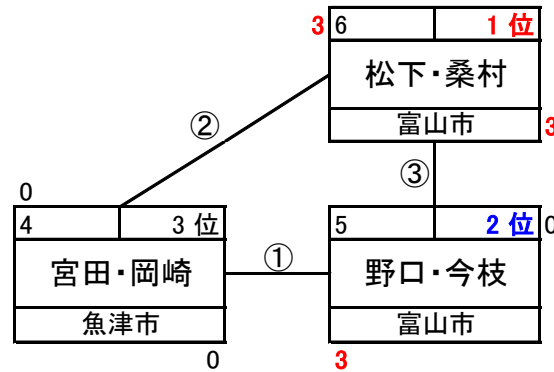 3 6 1 位
松下・桑村
富山市 3
②
③
0
4 3 位
宮田・岡崎
魚津市
0
①
5 2 位 0
野口・今枝
富山市
3